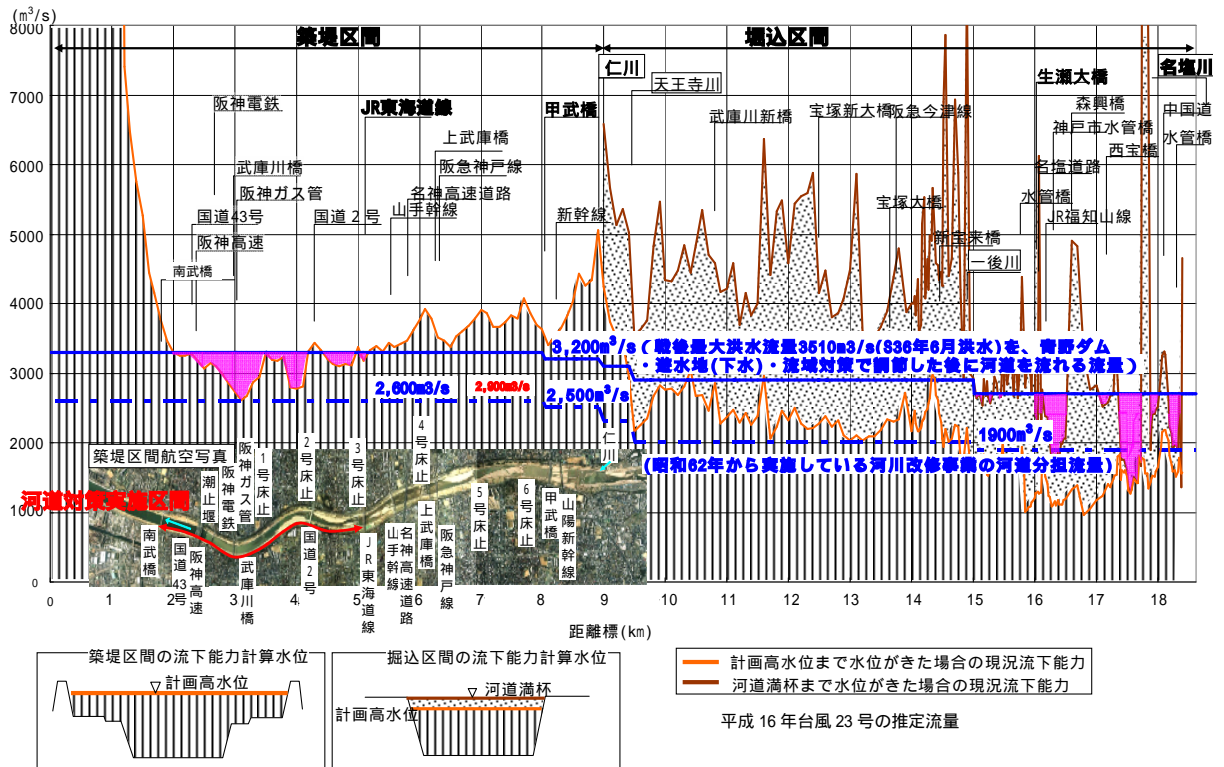 (m³/s)
8000
7000
6000
5000
4000
3000
2000
1000
0
築堤区間
掘込区間
仁川
名塩川
天王寺川
生瀬大橋
阪神電鉄
JR東海道線
甲武橋
武庫川新橋
宝塚新大橋
阪急今津線
森興橋
中国道
神戸市水管橋
水管橋
上武庫橋
西宝橋
武庫川橋
阪急神戸線
名塩道路
阪神ガス管
名神高速道路
水管橋
国道43号
国道2号
山手幹線
新幹線
宝塚大橋
JR福知山線
阪神高速
新宝来橋
南武橋
一後川
3,200m³/s(戦後最大洪水流量3510m3/s(S36年6月洪水)を、青野ダム
・遊水地(下水)・流域対策で調節した後に河道を流れる流量)
2,600m3/s
2,900m3/s
2,500m³/s
1900m³/s
(昭和62年から実施している河川改修事業の河道分担流量)
仁川
築堤区間航空写真
河道対策実施区間
南武橋
国道43号
阪神高速
潮止堰
阪神電鉄
阪神ガス管
武庫川橋
1号床止
2号床止
国道2号
3号床止
JR東海道線
山手幹線
名神高速道路
4号床止
上武庫橋
阪急神戸線
5号床止
6号床止
甲武橋
山陽新幹線
0 1 2 3 4 5 6 7 8 9 10 11 12 13 14 15 16 17 18
距離標(km)
築堤区間の流下能力計算水位
計画高水位
掘込区間の流下能力計算水位
河道満杯
計画高水位
計画高水位まで水位がきた場合の現況流下能力
河道満杯まで水位がきた場合の現況流下能力
平成16年台風23号の推定流量